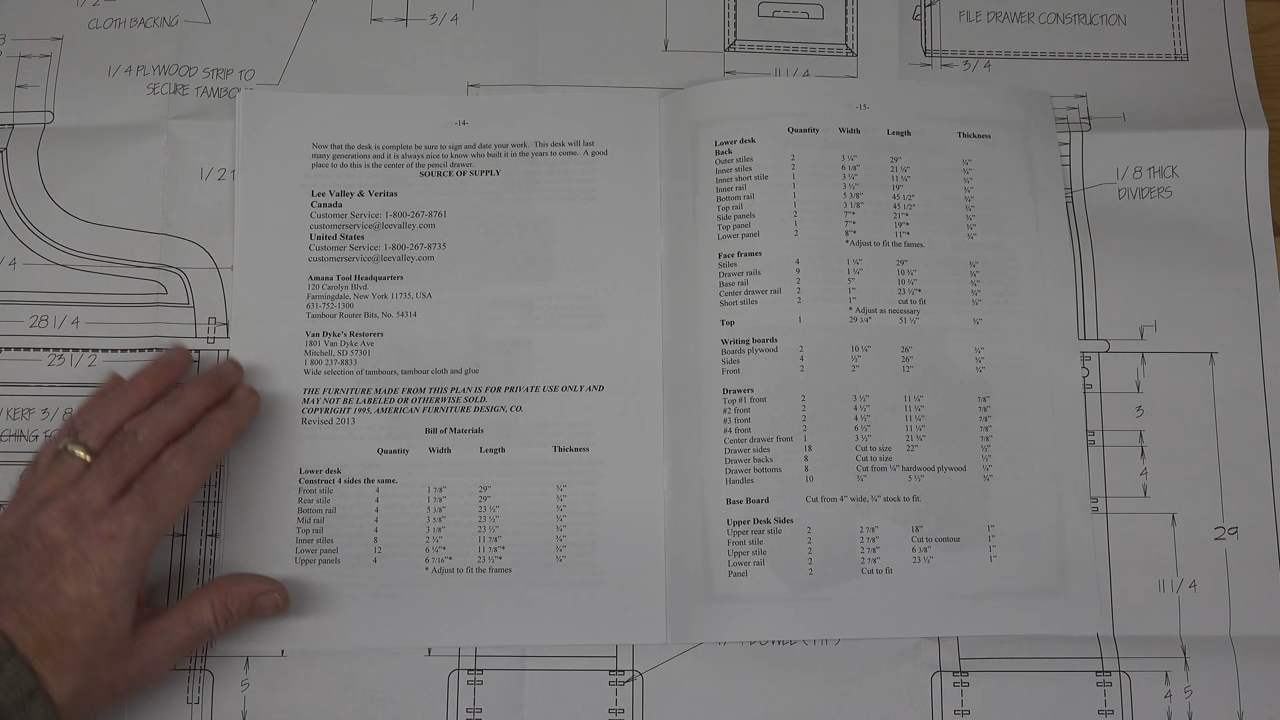 CLOTH BACKING
3/4
FILE DRAWER CONSTRUCTION
1/4 PLYWOOD STRIP TO
SECURE TAMBO
11 1/4
3/4
1/8 THICK
DIVIDERS
28 1/4
23 1/2
KERF 3/8
3
4
29
11 1/4
5
4
5
-14-
Now that the desk is complete be sure to sign and date your work. This desk will last
many generations and it is always nice to know who built it in the years to come. A good
place to do this is the center of the pencil drawer.
SOURCE OF SUPPLY
Lee Valley & Veritas
Canada
Customer Service: 1-800-267-8761
customerservice@leevalley.com
United States
Customer Service: 1-800-267-8735
customerservice@leevalley.com
Amana Tool Headquarters
120 Carolyn Blvd.
Farmingdale, New York 11735, USA
631-752-1300
Tambour Router Bits, No. 54314
Van Dyke's Restorers
1801 Van Dyke Ave
Mitchell, SD 57301
1 800 237-8833
Wide selection of tambours, tambour cloth and glue
THE FURNITURE MADE FROM THIS PLAN IS FOR PRIVATE USE ONLY AND
MAY NOT BE LABELED OR OTHERWISE SOLD.
COPYRIGHT 1995, AMERICAN FURNITURE DESIGN, CO.
Revised 2013
Bill of Materials
Quantity Width Length Thickness
Lower desk
Construct 4 sides the same.
Front stile 4 1 7/8" 29" ¾"
Rear stile 4 1 7/8" 29" ¾"
Bottom rail 4 5 3/8" 23 ½" ¾"
Mid rail 4 3 5/8" 23 ½" ¾"
Top rail 4 3 1/8" 23 ½" ¾"
Inner stiles 8 2 ¾" 11 7/8" ¾"
Lower panel 12 6 ¼"* 11 7/8"* ¾"
Upper panels 4 6 7/16"* 23 ½"* ¾"
* Adjust to fit the frames
-15-
Quantity Width Length Thickness
Lower desk
Back
Outer stiles 2 3 ¼" 29" ¾"
Inner stiles 2 6 1/8" 21 ¼" ¾"
Inner short stile 1 3 ¼" 11 ¼" ¾"
Inner rail 1 3 ½" 19" ¾"
Bottom rail 1 5 3/8" 45 1/2" ¾"
Top rail 1 3 1/8" 45 1/2" ¾"
Side panels 2 7"* 21"* ¾"
Top panel 1 7"* 19"* ¾"
Lower panel 2 8"* 11"* ¾"
*Adjust to fit the fames.
Face frames
Stiles 4 1 ¼" 29" ¾"
Drawer rails 9 1 ¼" 10 ¾" ¾"
Base rail 2 5" 10 ¾" ¾"
Center drawer rail 2 1" 23 ½"* ¾"
Short stiles 2 1" cut to fit ¾"
* Adjust as necessary
Top 1 29 3/4" 51 ½" ¾"
Writing boards
Boards plywood 2 10 ¼" 26" ¾"
Sides 4 ½" 26" ¾"
Front 2 2" 12" ¾"
Drawers
Top #1 front 2 3 ½" 11 ¼" 7/8"
#2 front 2 4 ½" 11 ¼" 7/8"
#3 front 2 4 ½" 11 ¼" 7/8"
#4 front 2 6 ½" 11 ¼" 7/8"
Center drawer front 1 3 ½" 21 ¾" 7/8"
Drawer sides 18 Cut to size 22" ½"
Drawer backs 8 Cut to size ½"
Drawer bottoms 8 Cut from ¼" hardwood plywood ¼"
Handles 10 ¾" 5 ½" ¾"
Base Board Cut from 4" wide, ¾" stock to fit.
Upper Desk Sides
Upper rear stile 2 2 7/8" 18" 1"
Front stile 2 2 7/8" Cut to contour 1"
Upper stile 2 2 7/8" 6 3/8" 1"
Lower rail 2 2 7/8" 23 ½" 1"
Panel 2 Cut to fit